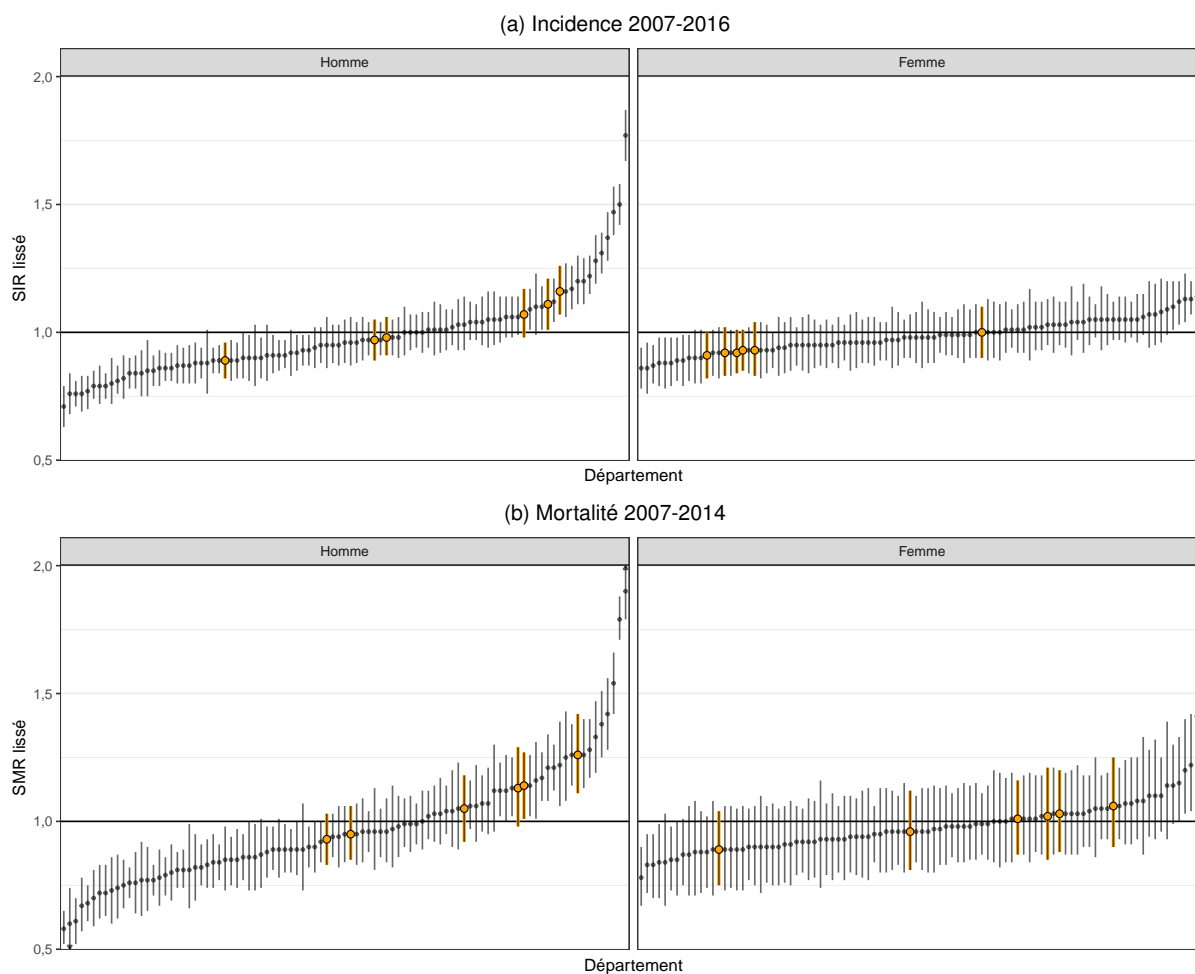 (a) Incidence 2007-2016
Homme
Femme
2,0
1,5
1,0
0,5
SIR lissé
Département
(b) Mortalité 2007-2014
Homme
Femme
2,0
1,5
1,0
0,5
SMR lissé
Département